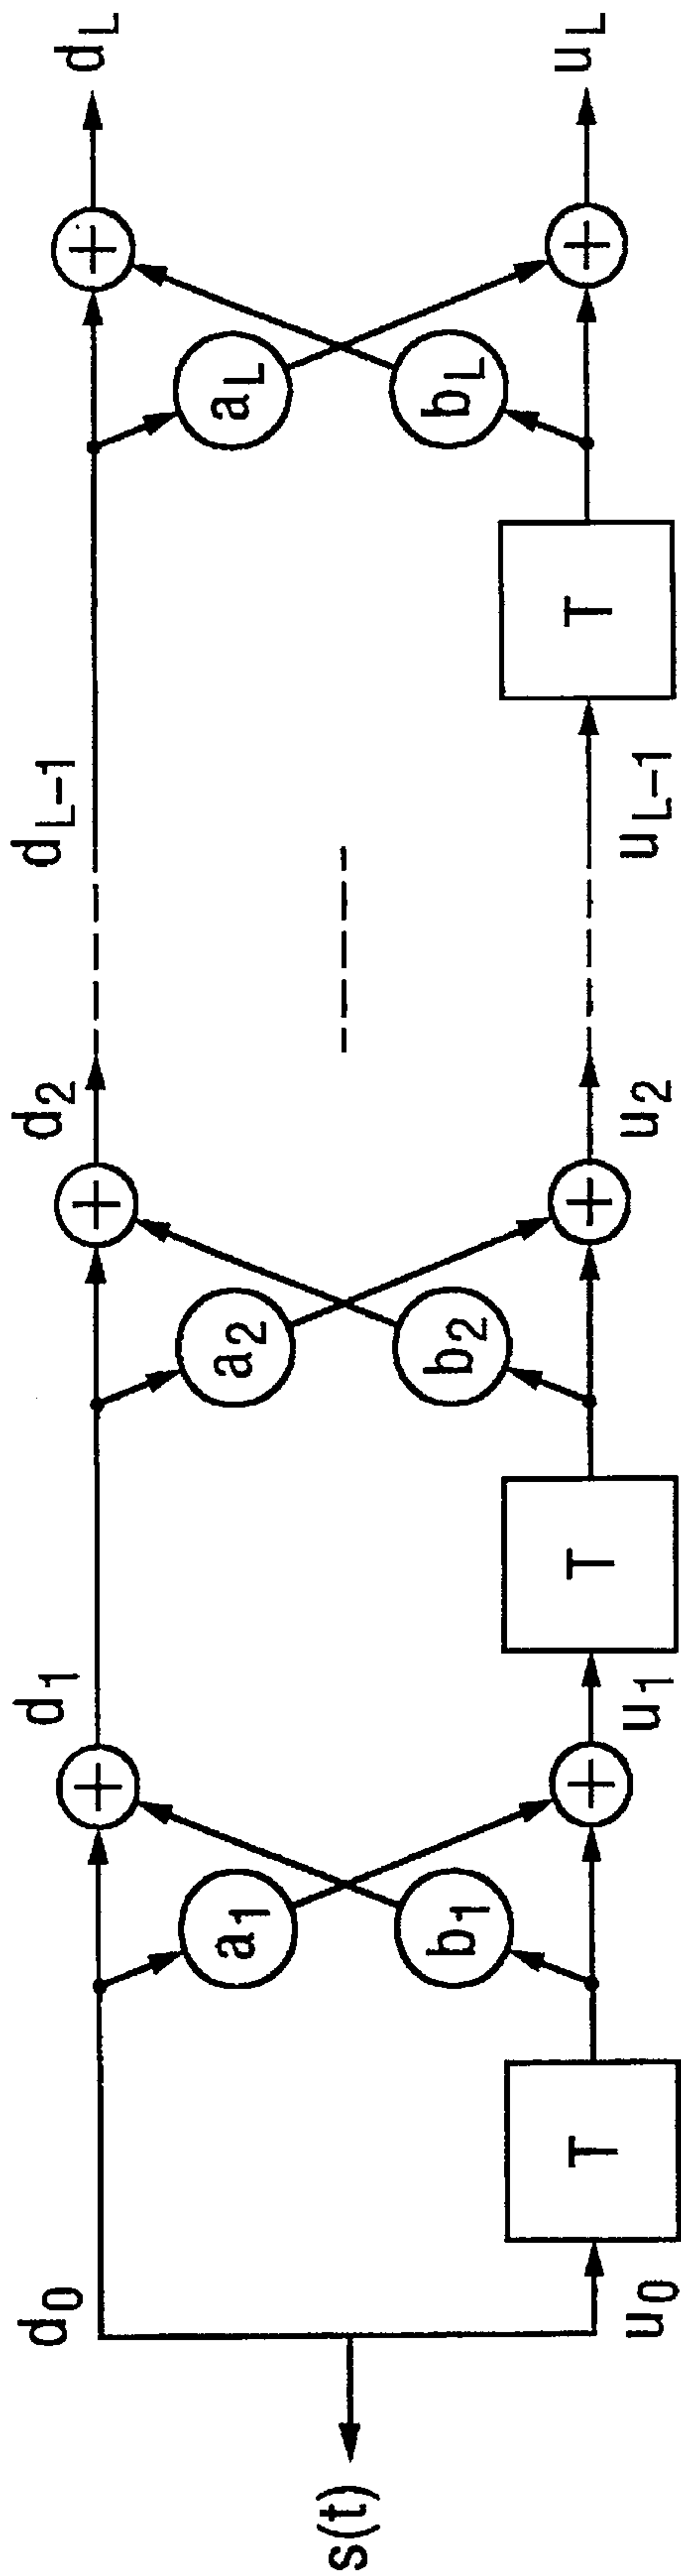 d₀ d₁ d₂ d_{L-1} d_L
a₁ a₂ a_L
s(t)
b₁ b₂ b_L
+ + + + + +
T T T
u₀ u₁ u₂ u_{L-1} u_L